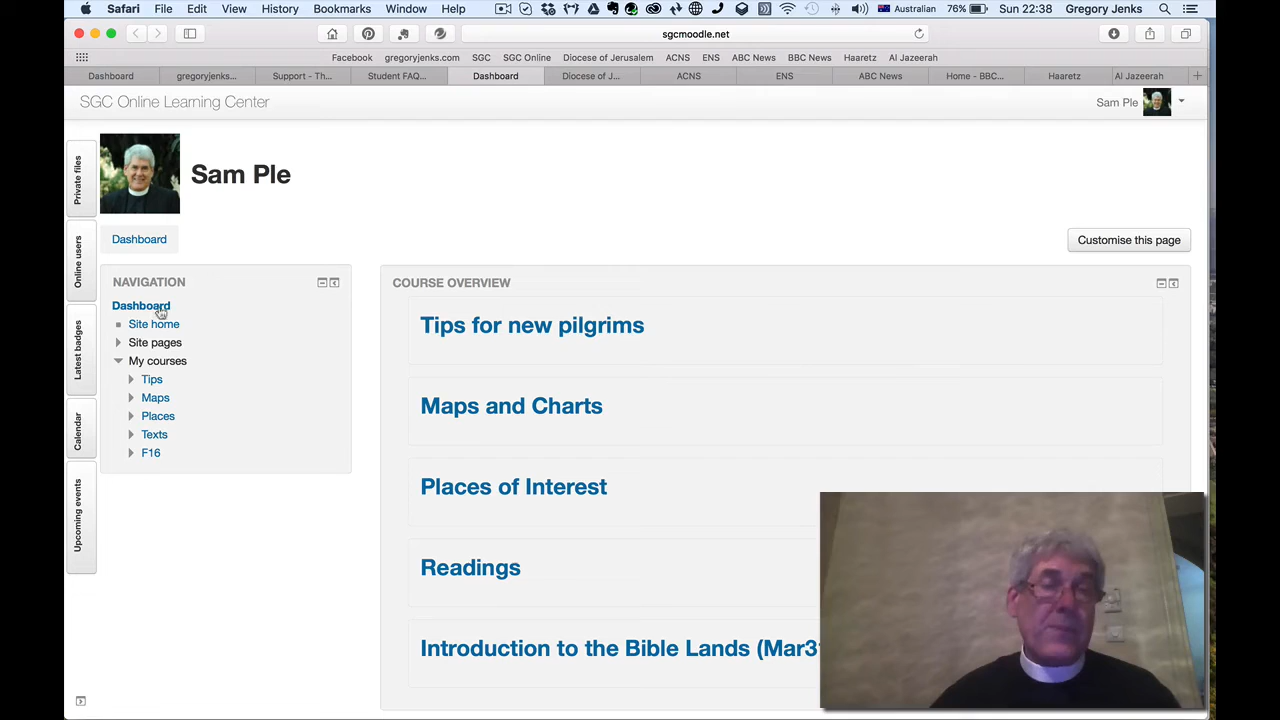 Safari File Edit View History Bookmarks Window Help Australian 76% Sun 22:38 Gregory Jenks
sgcmoodle.net
Facebook gregoryjenks.com SGC SGC Online Diocese of Jerusalem ACNS ENS ABC News BBC News Haaretz Al Jazeerah
Dashboard gregoryjenks... Support - Th... Student FAQ... Dashboard Diocese of J... ACNS ENS ABC News Home - BBC... Haaretz Al Jazeerah
SGC Online Learning Center
Sam Ple
Sam Ple
Dashboard
Customise this page
Private files
Online users
Latest badges
Calendar
Upcoming events
NAVIGATION
Dashboard
Site home
Site pages
My courses
Tips
Maps
Places
Texts
F16
COURSE OVERVIEW
Tips for new pilgrims
Maps and Charts
Places of Interest
Readings
Introduction to the Bible Lands (Mar31